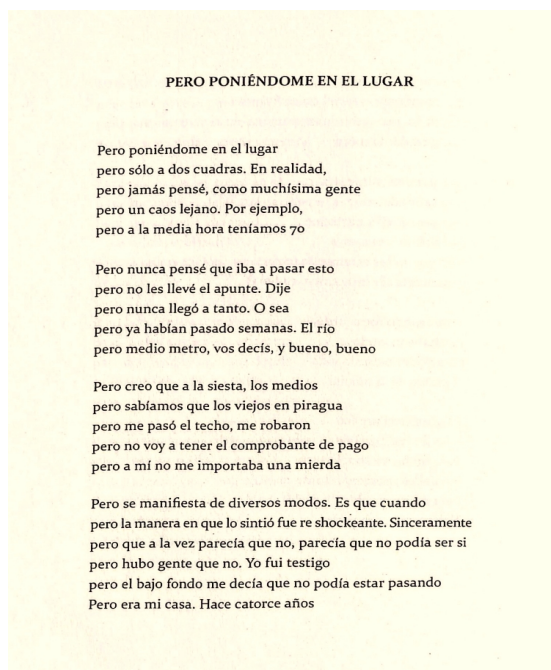 PERO PONIÉNDOME EN EL LUGAR
Pero poniéndome en el lugar
pero sólo a dos cuadras. En realidad,
pero jamás pensé, como muchísima gente
pero un caos lejano. Por ejemplo,
pero a la media hora teníamos 70
Pero nunca pensé que iba a pasar esto
pero no les llevé el apunte. Dije
pero nunca llegó a tanto. O sea
pero ya habían pasado semanas. El río
pero medio metro, vos decís, y bueno, bueno
Pero creo que a la siesta, los medios
pero sabíamos que los viejos en piragua
pero me pasó el techo, me robaron
pero no voy a tener el comprobante de pago
pero a mí no me importaba una mierda
Pero se manifiesta de diversos modos. Es que cuando
pero la manera en que lo sintió fue re shockeante. Sinceramente
pero que a la vez parecía que no, parecía que no podía ser si
pero hubo gente que no. Yo fui testigo
pero el bajo fondo me decía que no podía estar pasando
Pero era mi casa. Hace catorce años